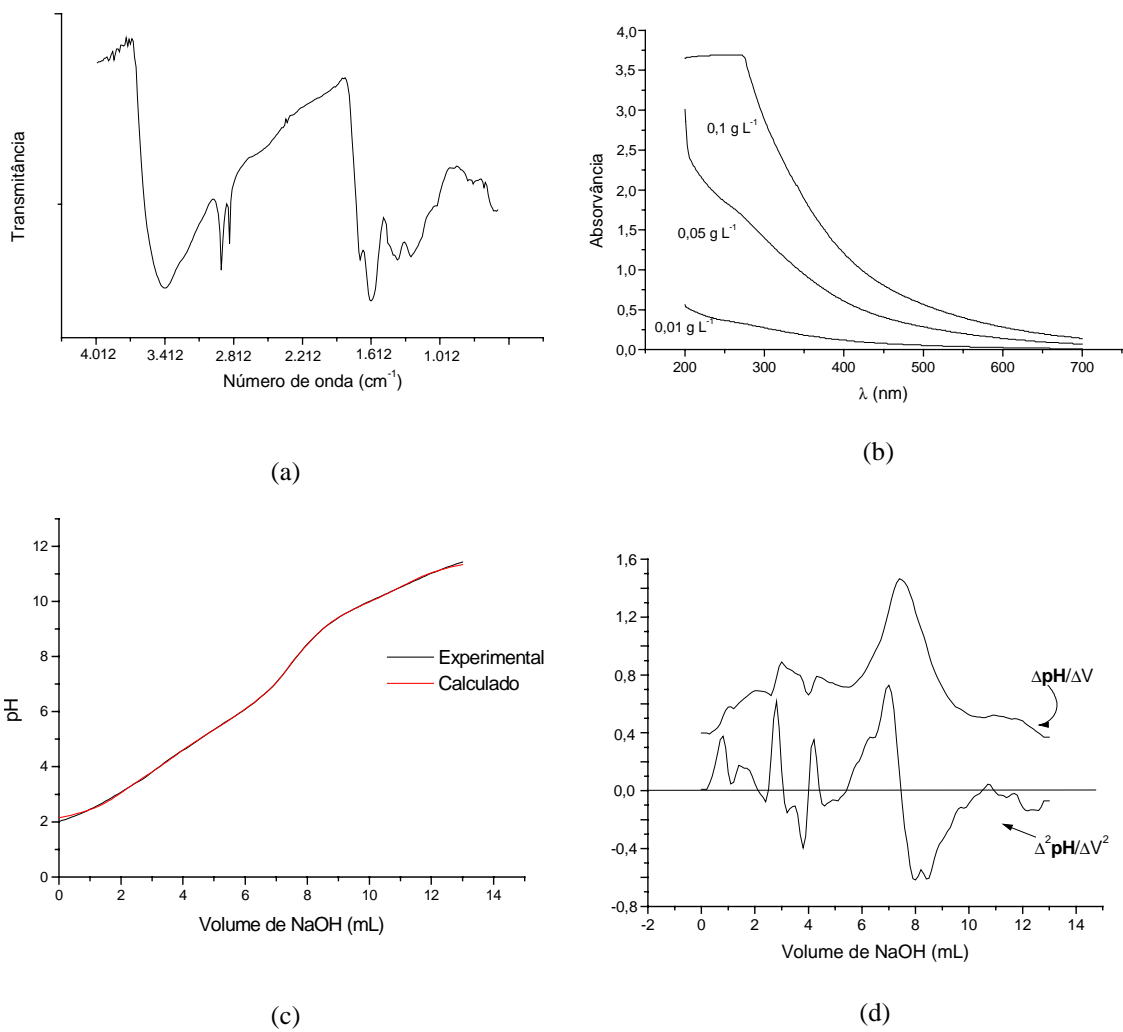 Transmitância
4.012 3.412 2.812 2.212 1.612 1.012
Número de onda (cm⁻¹)
(a)
4,0
3,5
3,0
2,5
2,0
1,5
1,0
0,5
0,0
Absorvância
0,1 g L⁻¹
0,05 g L⁻¹
0,01 g L⁻¹
200 300 400 500 600 700
λ (nm)
(b)
12
10
8
6
4
2
0
pH
Experimental
Calculado
0 2 4 6 8 10 12 14
Volume de NaOH (mL)
(c)
1,6
1,2
0,8
0,4
0,0
-0,4
-0,8
ΔpH/ΔV
Δ²pH/ΔV²
-2 0 2 4 6 8 10 12 14
Volume de NaOH (mL)
(d)